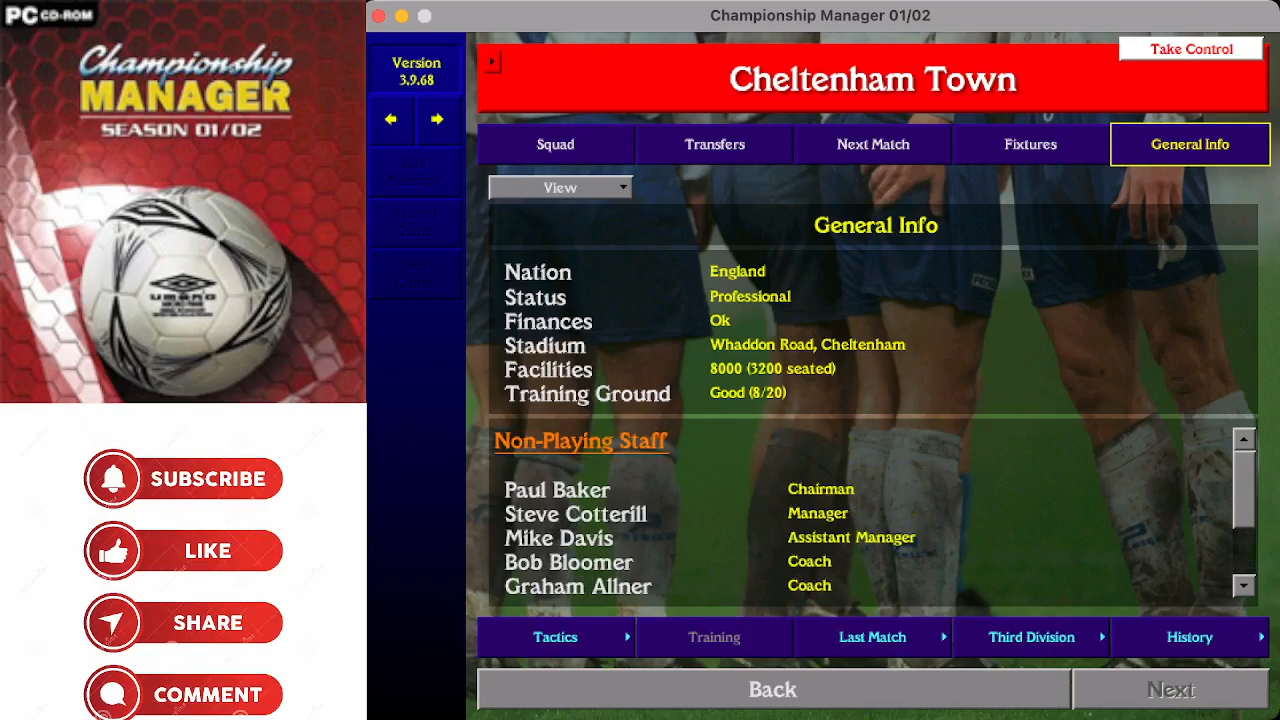 PC CD-ROM
Championship
MANAGER
SEASON 01/02
UMBRO
SUBSCRIBE
LIKE
SHARE
COMMENT
Championship Manager 01/02
Version
3.9.68
Take Control
Cheltenham Town
Squad
Transfers
Next Match
Fixtures
General Info
View
General Info
Nation England
Status Professional
Finances Ok
Stadium Whaddon Road, Cheltenham
Facilities 8000 (3200 seated)
Training Ground Good (8/20)
Non-Playing Staff
Paul Baker Chairman
Steve Cotterill Manager
Mike Davis Assistant Manager
Bob Bloomer Coach
Graham Allner Coach
Tactics
Training
Last Match
Third Division
History
Back
Next